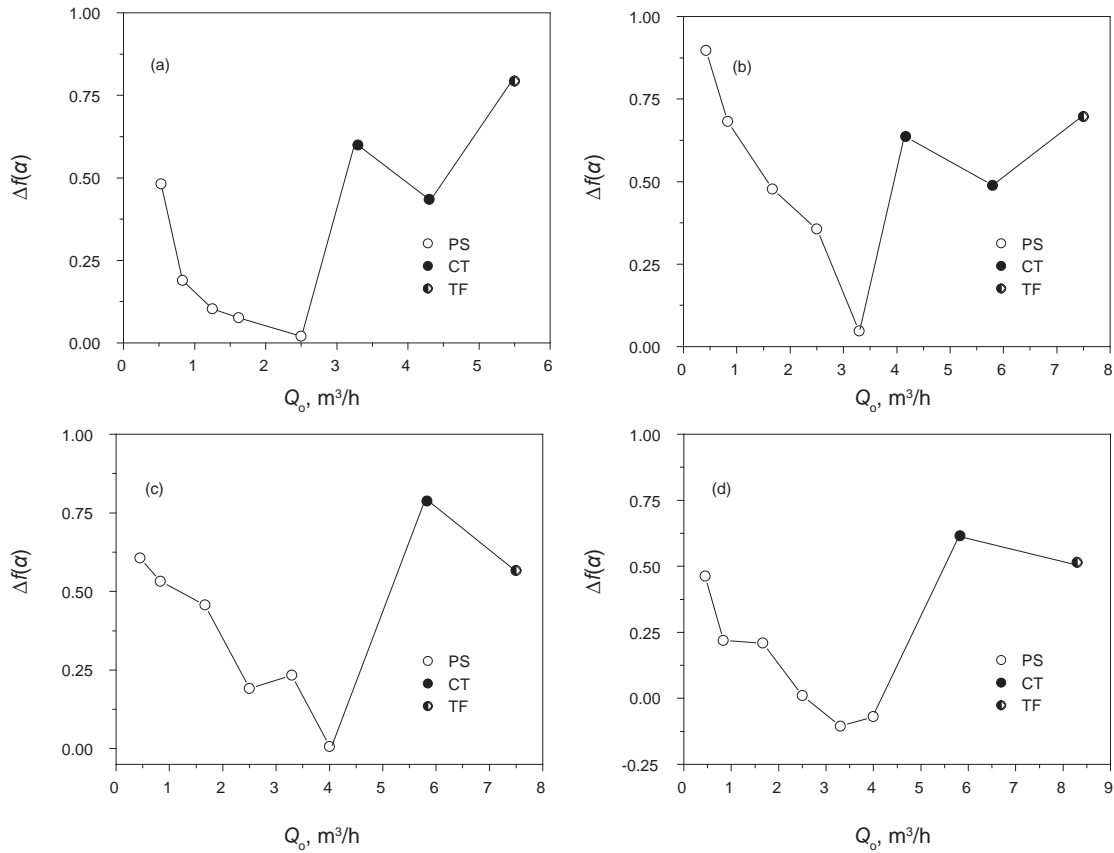 1.00
(a)
0.75
Δf(α)
0.50
PS
0.25
CT
TF
0.00
0 1 2 3 4 5 6
Qo, m³/h
1.00
(b)
0.75
Δf(α)
0.50
PS
0.25
CT
TF
0.00
0 1 2 3 4 5 6 7 8
Qo, m³/h
1.00
(c)
0.75
Δf(α)
0.50
0.25
PS
CT
TF
0.00
0 1 2 3 4 5 6 7 8
Qo, m³/h
1.00
(d)
0.75
Δf(α)
0.50
0.25
PS
CT
0.00
TF
-0.25
0 1 2 3 4 5 6 7 8 9
Qo, m³/h